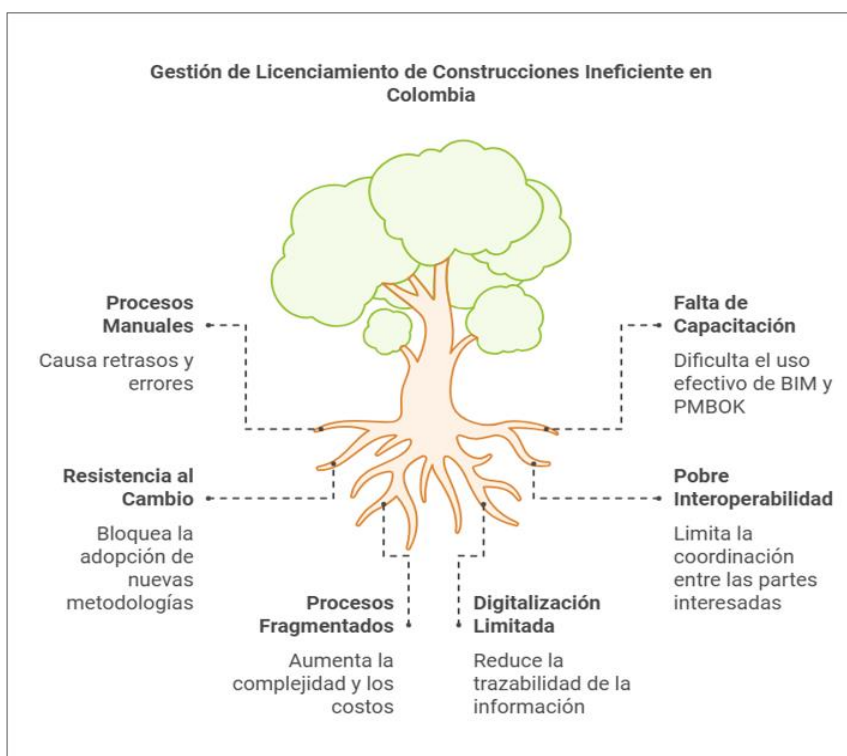 Gestión de Licenciamiento de Construcciones Ineficiente en
Colombia
Procesos
Manuales
Causa retrasos y
errores
Falta de
Capacitación
Dificulta el uso
efectivo de BIM y
PMBOK
Resistencia al
Cambio
Bloquea la
adopción de
nuevas
metodologías
Pobre
Interoperabilidad
Limita la
coordinación
entre las partes
interesadas
Procesos
Fragmentados
Aumenta la
complejidad y los
costos
Digitalización
Limitada
Reduce la
trazabilidad de la
información